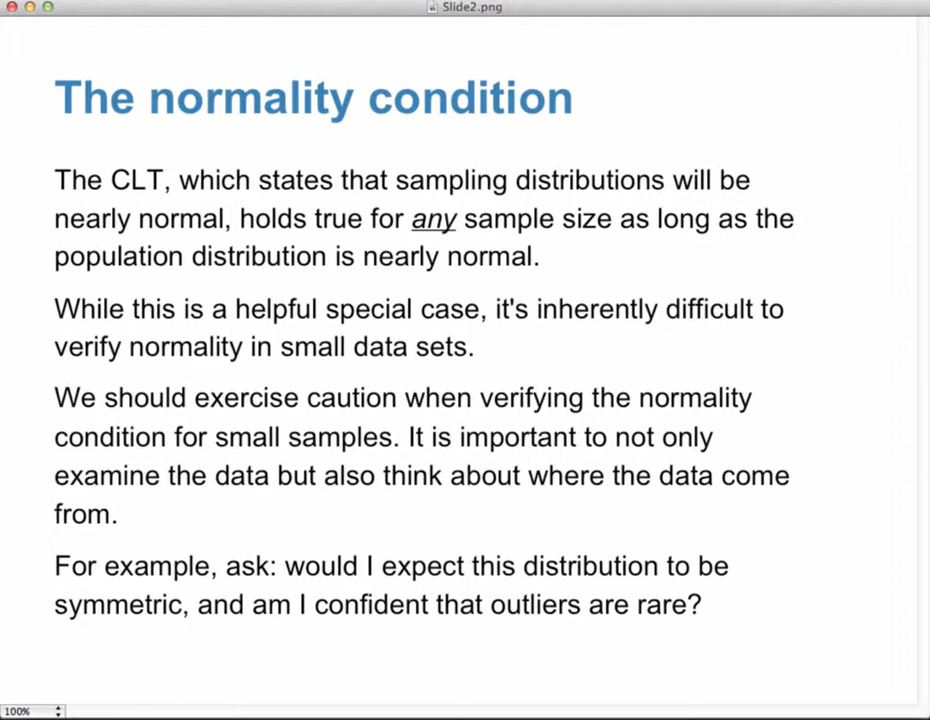 Slide2.png
The normality condition
The CLT, which states that sampling distributions will be
nearly normal, holds true for any sample size as long as the
population distribution is nearly normal.
While this is a helpful special case, it's inherently difficult to
verify normality in small data sets.
We should exercise caution when verifying the normality
condition for small samples. It is important to not only
examine the data but also think about where the data come
from.
For example, ask: would I expect this distribution to be
symmetric, and am I confident that outliers are rare?
100%